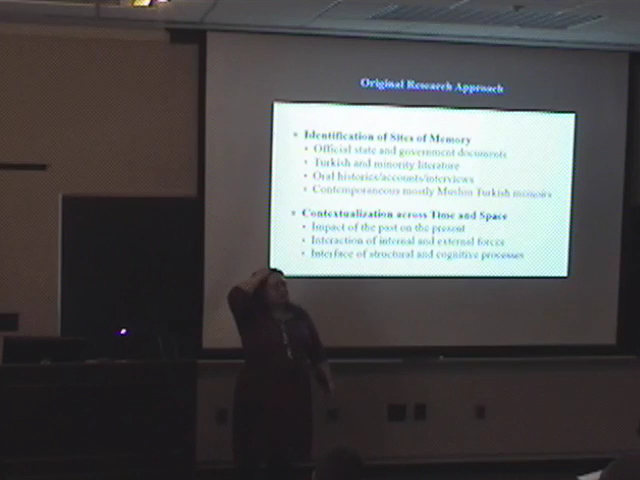 Original Research Approach
• Identification of Sites of Memory
• Official state and government documents
• Turkish and minority literature
• Oral histories/accounts/interviews
• Contemporaneous mostly Muslim Turkish memoirs
• Contextualization across Time and Space
• Impact of the past on the present
• Interaction of internal and external forces
• Interface of structural and cognitive processes